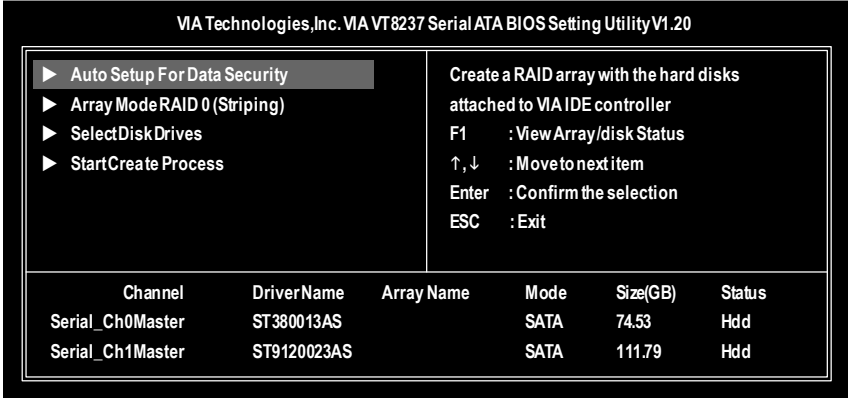 VIA Technologies,Inc. VIA VT8237 Serial ATA BIOS Setting Utility V1.20
▶ Auto Setup For Data Security
▶ Array Mode RAID 0 (Striping)
▶ Select Disk Drives
▶ Start Create Process
Create a RAID array with the hard disks
attached to VIA IDE controller
F1 : View Array/disk Status
↑,↓ : Move to next item
Enter : Confirm the selection
ESC : Exit
Channel Driver Name Array Name Mode Size(GB) Status
Serial_Ch0 Master ST380013AS SATA 74.53 Hdd
Serial_Ch1 Master ST9120023AS SATA 111.79 Hdd